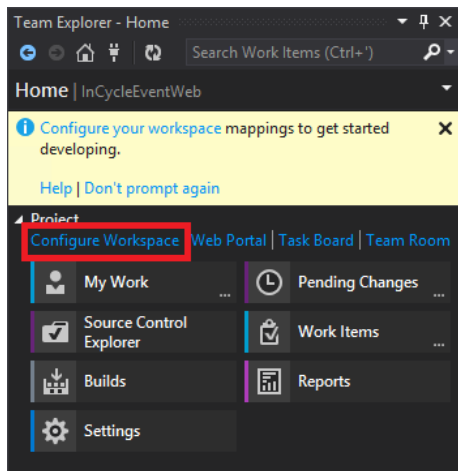 Team Explorer - Home
Search Work Items (Ctrl+')
Home | InCycleEventWeb
Configure your workspace mappings to get started
developing.
Help | Don't prompt again
Project
Configure Workspace | Web Portal | Task Board | Team Room
My Work ...
Pending Changes ...
Source Control
Explorer
Work Items ...
Builds
Reports
Settings